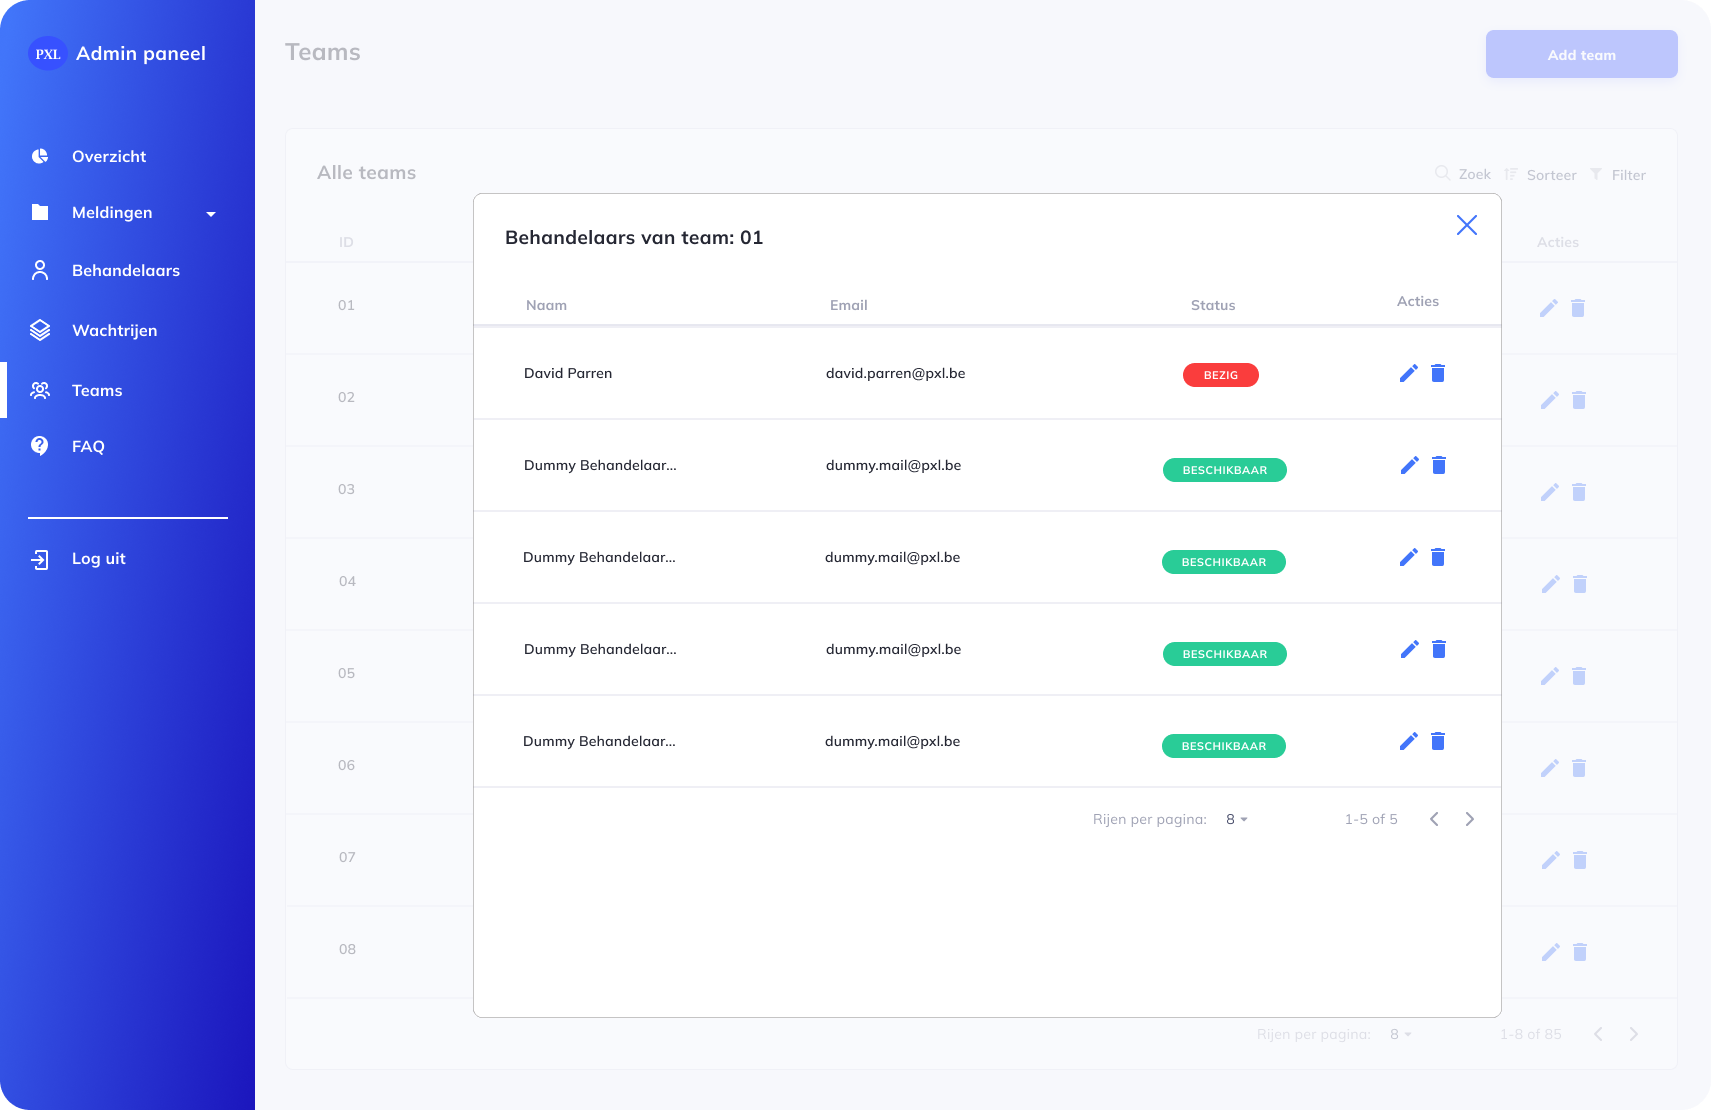 PXL Admin paneel
Overzicht
Meldingen
Behandelaars
Wachtrijen
Teams
FAQ
Log uit
Teams
Add team
Alle teams
Zoek Sorteer Filter
ID Acties
01
02
03
04
05
06
07
08
Behandelaars van team: 01
Naam Email Status Acties
David Parren david.parren@pxl.be BEZIG
Dummy Behandelaar... dummy.mail@pxl.be BESCHIKBAAR
Dummy Behandelaar... dummy.mail@pxl.be BESCHIKBAAR
Dummy Behandelaar... dummy.mail@pxl.be BESCHIKBAAR
Dummy Behandelaar... dummy.mail@pxl.be BESCHIKBAAR
Rijen per pagina: 8 1-5 of 5
Rijen per pagina: 8 1-8 of 85